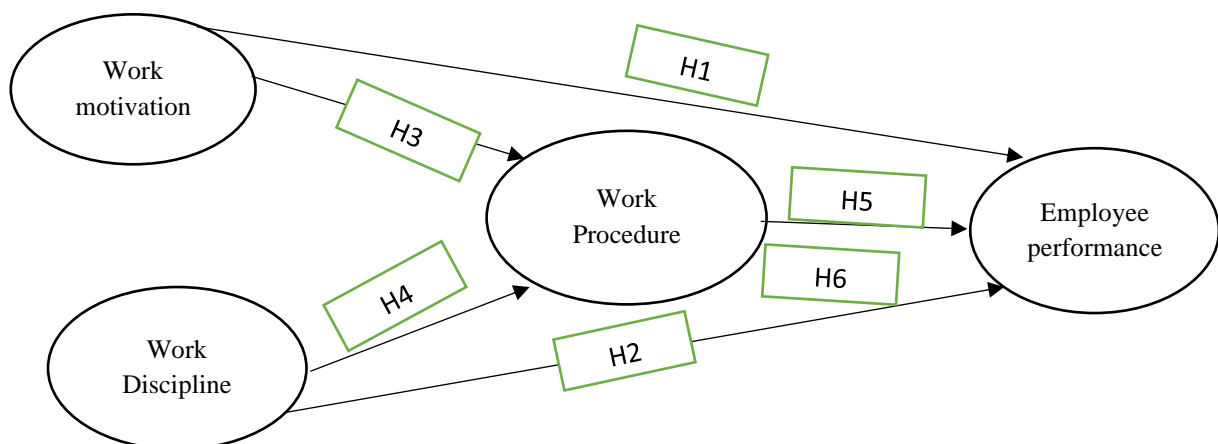 Work
motivation
H1
H3
Work
Procedure
H5
Employee
performance
H6
H4
Work
Discipline
H2